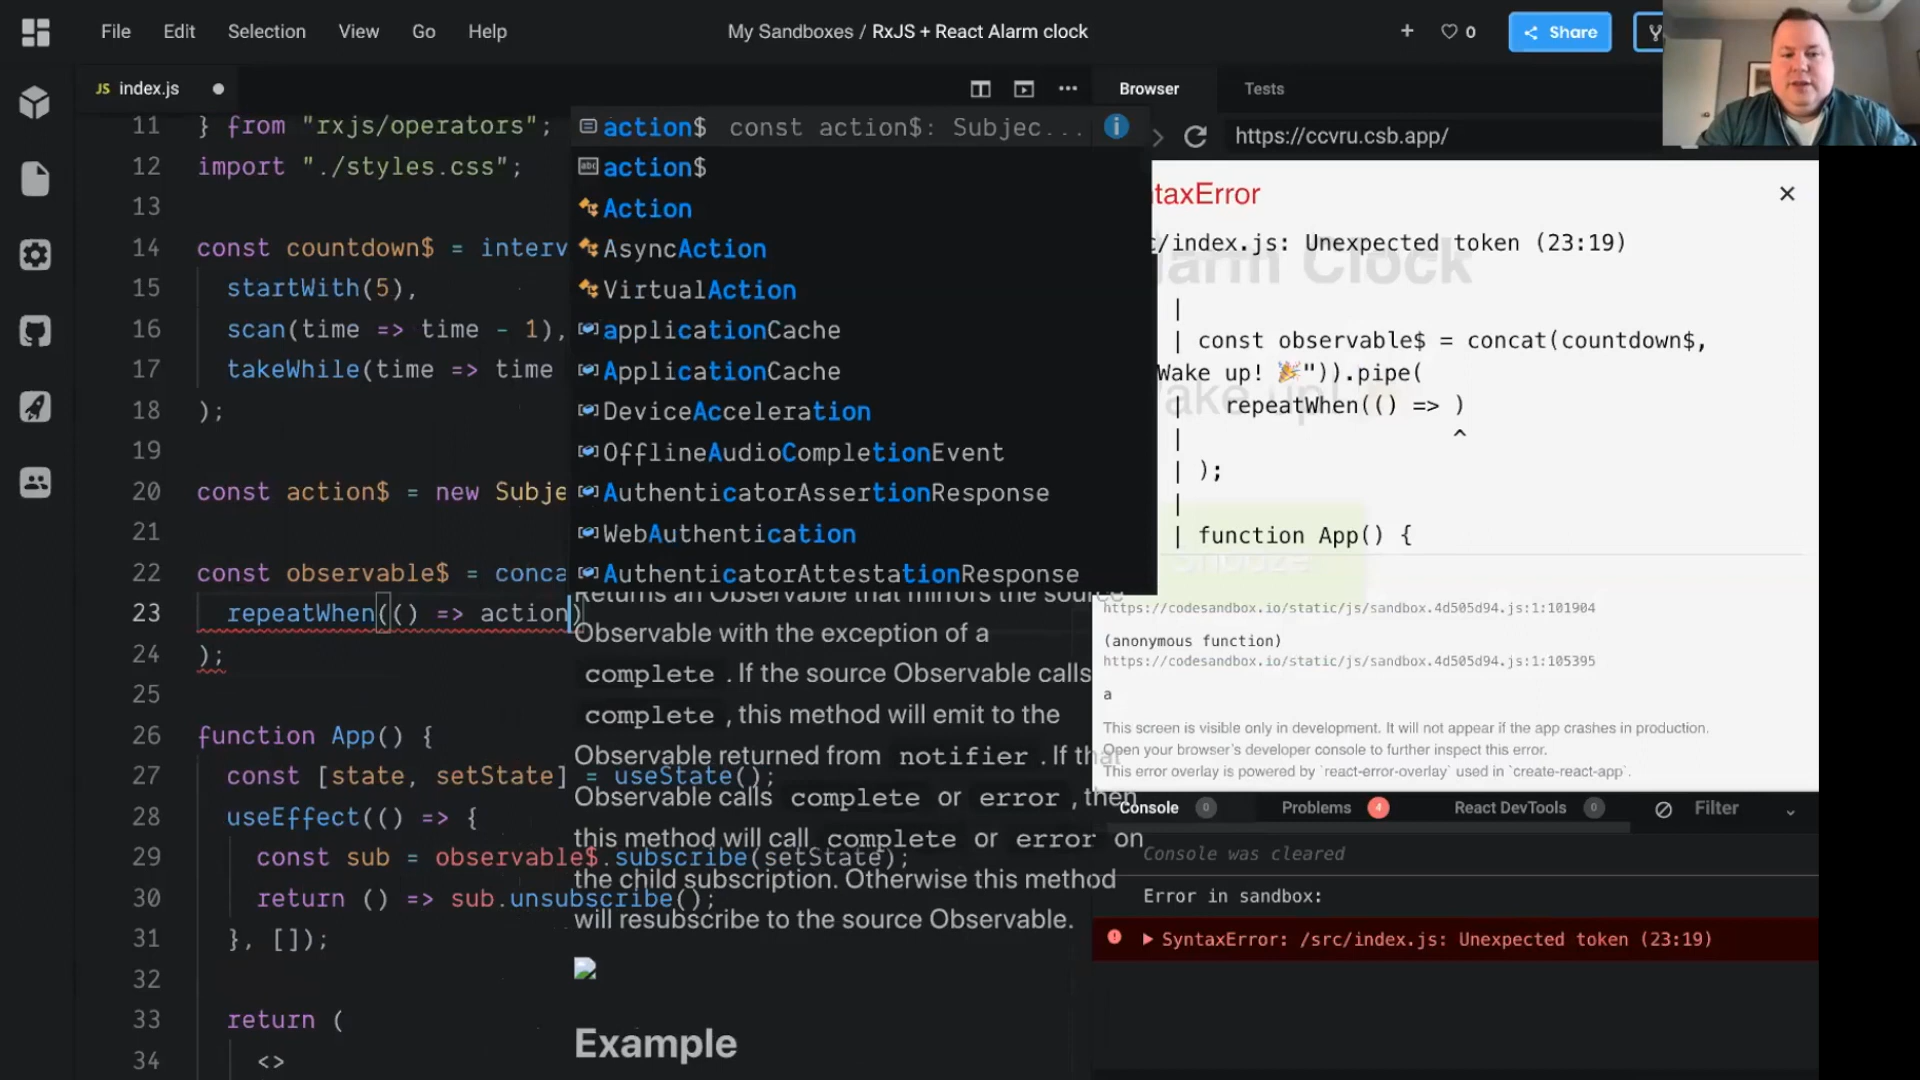 File Edit Selection View Go Help
My Sandboxes / RxJS + React Alarm clock
+ 0 Share
JS index.js
11 } from "rxjs/operators";
12 import "./styles.css";
13
14 const countdown$ = interv
15 startWith(5),
16 scan(time => time - 1),
17 takeWhile(time => time
18 );
19
20 const action$ = new Subje
21
22 const observable$ = conca
23 repeatWhen(() => action)
24 );
25
26 function App() {
27 const [state, setState] = useState();
28 useEffect(() => {
29 const sub = observable$.subscribe(setState);
30 return () => sub.unsubscribe();
31 }, []);
32
33 return (
34 <>
action$ const action$: Subjec...
action$
Action
AsyncAction
VirtualAction
applicationCache
ApplicationCache
DeviceAcceleration
OfflineAudioCompletionEvent
AuthenticatorAssertionResponse
WebAuthentication
AuthenticatorAttestationResponse
Returns an Observable that mirrors the source
Observable with the exception of a
complete . If the source Observable calls
complete , this method will emit to the
Observable returned from notifier . If that
Observable calls complete or error , then
this method will call complete or error on
the child subscription. Otherwise this method
will resubscribe to the source Observable.
Example
Browser Tests
https://ccvru.csb.app/
taxError
/index.js: Unexpected token (23:19)
|
| const observable$ = concat(countdown$,
Wake up! 🎉")).pipe(
| repeatWhen(() => )
| ^
| );
|
| function App() {
larm Clock
ake up!
https://codesandbox.io/static/js/sandbox.4d505d94.js:1:101904
(anonymous function)
https://codesandbox.io/static/js/sandbox.4d505d94.js:1:105395
a
This screen is visible only in development. It will not appear if the app crashes in production.
Open your browser's developer console to further inspect this error.
This error overlay is powered by `react-error-overlay` used in `create-react-app`.
Console 0 Problems 4 React DevTools 0 Filter
Console was cleared
Error in sandbox:
SyntaxError: /src/index.js: Unexpected token (23:19)